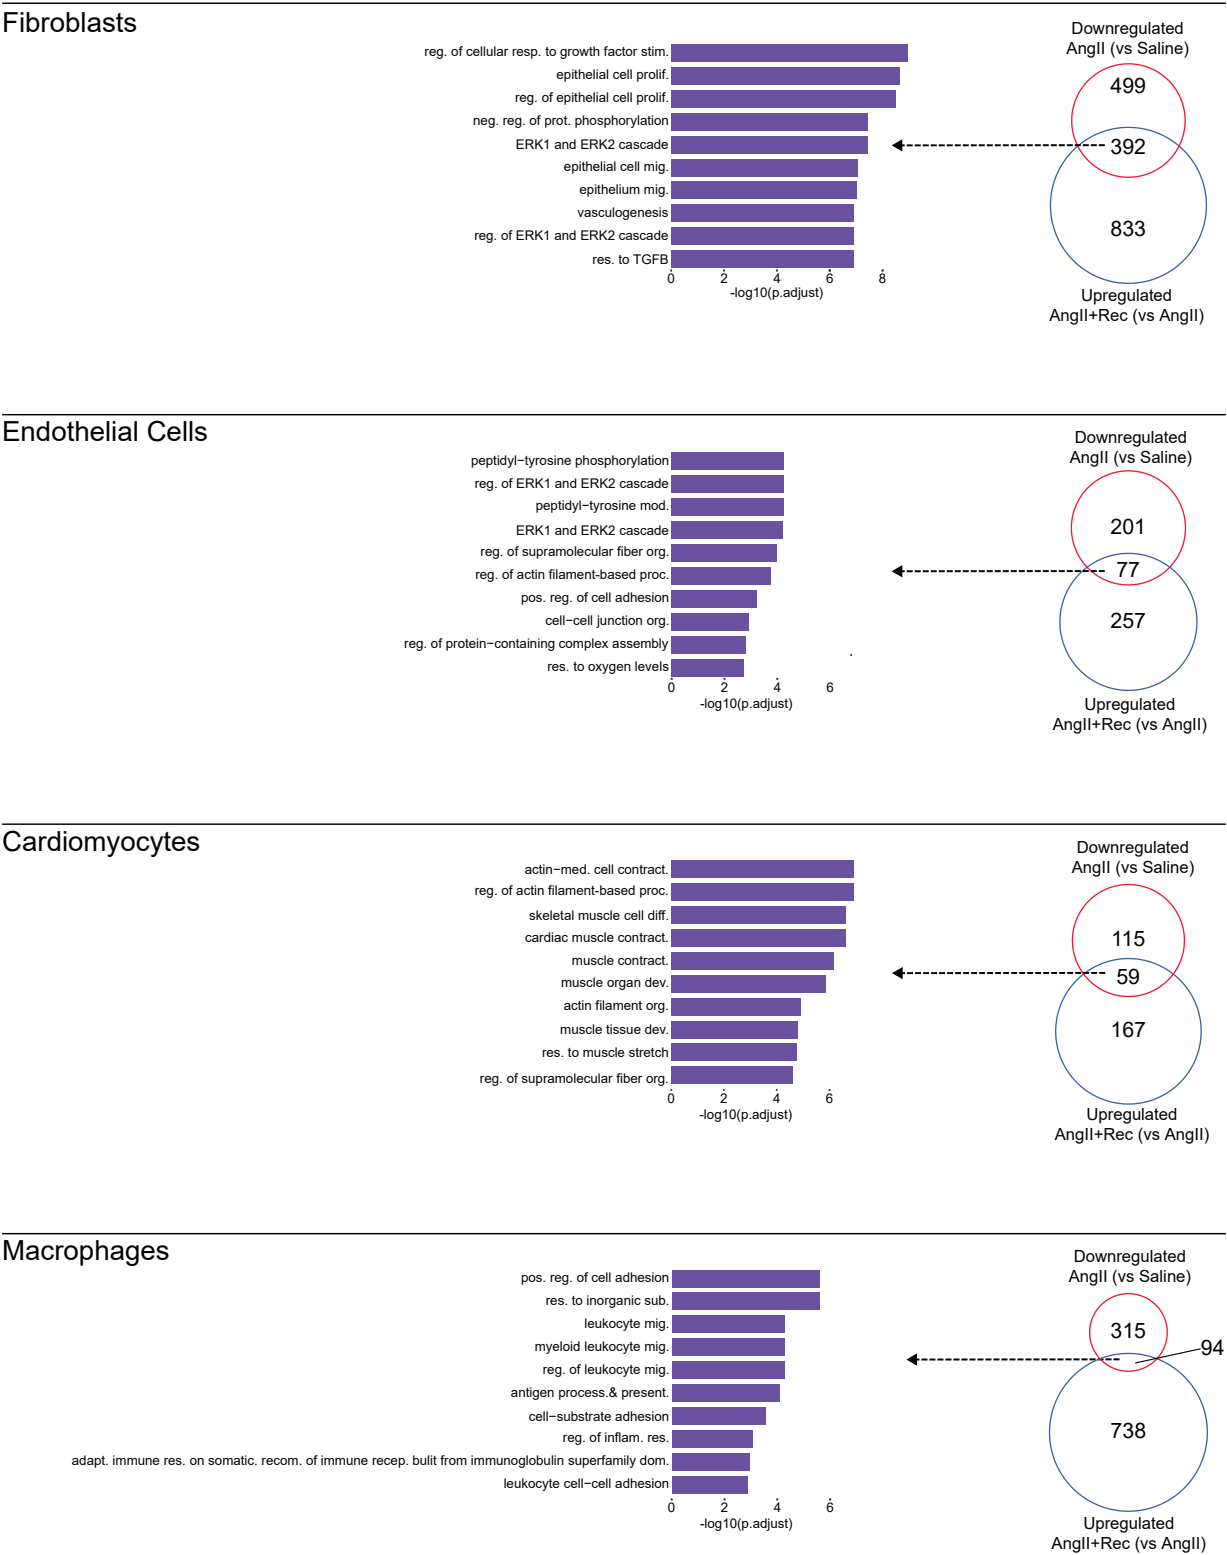 Fibroblasts
reg. of cellular resp. to growth factor stim.
epithelial cell prolif.
reg. of epithelial cell prolif.
neg. reg. of prot. phosphorylation
ERK1 and ERK2 cascade
epithelial cell mig.
epithelium mig.
vasculogenesis
reg. of ERK1 and ERK2 cascade
res. to TGFB
0 2 4 6 8
-log10(p.adjust)
Downregulated
AngII (vs Saline)
499
392
833
Upregulated
AngII+Rec (vs AngII)
Endothelial Cells
peptidyl−tyrosine phosphorylation
reg. of ERK1 and ERK2 cascade
peptidyl−tyrosine mod.
ERK1 and ERK2 cascade
reg. of supramolecular fiber org.
reg. of actin filament-based proc.
pos. reg. of cell adhesion
cell−cell junction org.
reg. of protein−containing complex assembly
res. to oxygen levels
0 2 4 6
-log10(p.adjust)
Downregulated
AngII (vs Saline)
201
77
257
Upregulated
AngII+Rec (vs AngII)
Cardiomyocytes
actin−med. cell contract.
reg. of actin filament-based proc.
skeletal muscle cell diff.
cardiac muscle contract.
muscle contract.
muscle organ dev.
actin filament org.
muscle tissue dev.
res. to muscle stretch
reg. of supramolecular fiber org.
0 2 4 6
-log10(p.adjust)
Downregulated
AngII (vs Saline)
115
59
167
Upregulated
AngII+Rec (vs AngII)
Macrophages
pos. reg. of cell adhesion
res. to inorganic sub.
leukocyte mig.
myeloid leukocyte mig.
reg. of leukocyte mig.
antigen process.& present.
cell−substrate adhesion
reg. of inflam. res.
adapt. immune res. on somatic. recom. of immune recep. bulit from immunoglobulin superfamily dom.
leukocyte cell−cell adhesion
0 2 4 6
-log10(p.adjust)
Downregulated
AngII (vs Saline)
315
94
738
Upregulated
AngII+Rec (vs AngII)